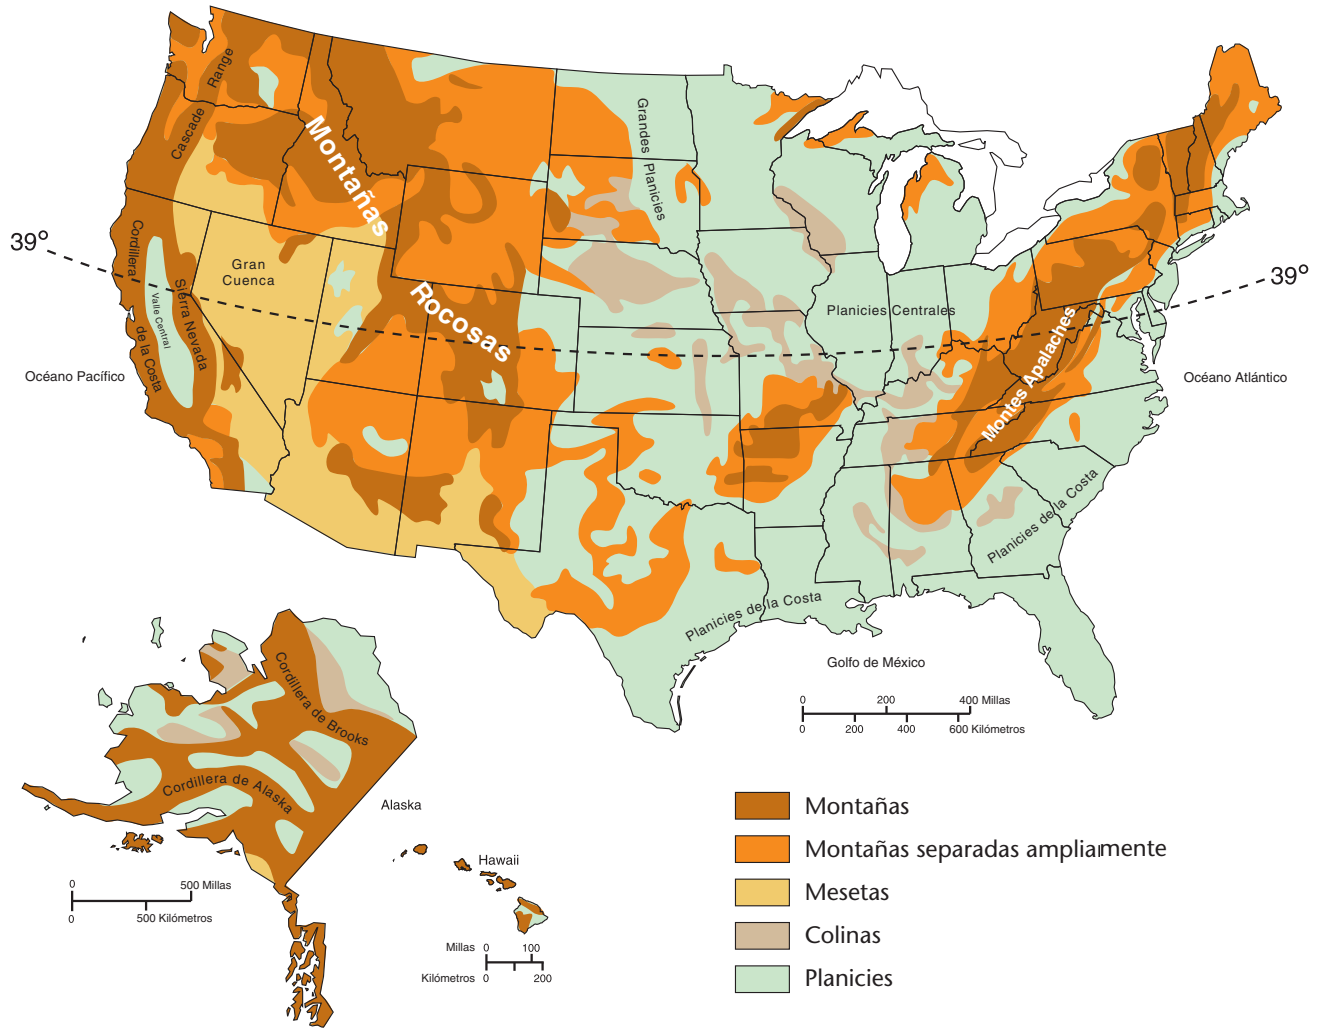 Cascade Range
Montañas
Rocosas
Grandes Planicies
39°
Cordillera
de la Costa
Valle Central
Sierra Nevada
Gran
Cuenca
Planicies Centrales
39°
Montes Apalaches
Océano Pacífico
Océano Atlántico
Planicies de la Costa
Planicies de la Costa
Golfo de México
0 200 400 Millas
0 200 400 600 Kilómetros
Cordillera de Brooks
Cordillera de Alaska
Alaska
Hawaii
0 500 Millas
0 500 Kilómetros
Millas 0 100
Kilómetros 0 200
Montañas
Montañas separadas ampliamente
Mesetas
Colinas
Planicies